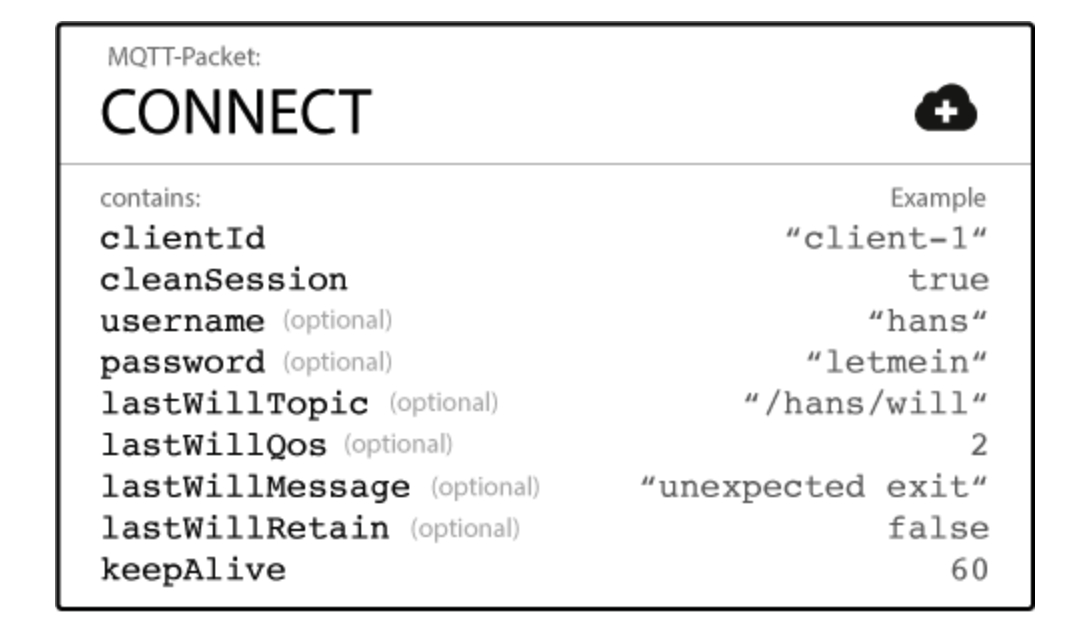 MQTT-Packet:
CONNECT
contains: Example
clientId “client-1“
cleanSession true
username (optional) “hans“
password (optional) “letmein“
lastWillTopic (optional) “/hans/will“
lastWillQos (optional) 2
lastWillMessage (optional) “unexpected exit“
lastWillRetain (optional) false
keepAlive 60